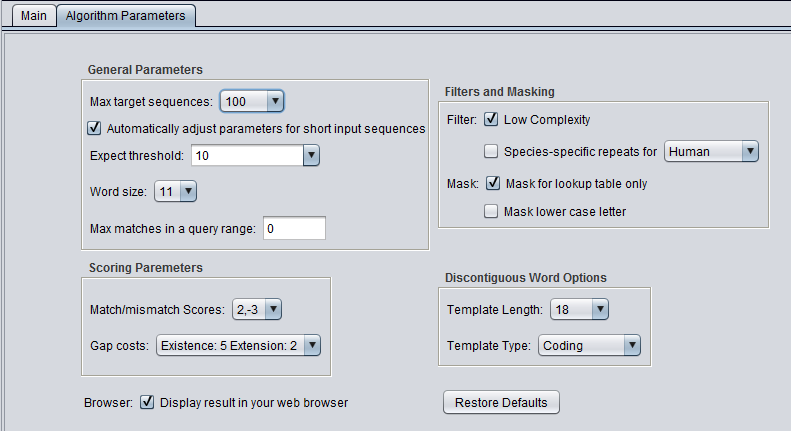 Main Algorithm Parameters
General Parameters
Max target sequences: 100
Automatically adjust parameters for short input sequences
Expect threshold: 10
Word size: 11
Max matches in a query range: 0
Filters and Masking
Filter: Low Complexity
Species-specific repeats for Human
Mask: Mask for lookup table only
Mask lower case letter
Scoring Paremeters
Match/mismatch Scores: 2,-3
Gap costs: Existence: 5 Extension: 2
Discontiguous Word Options
Template Length: 18
Template Type: Coding
Browser: Display result in your web browser
Restore Defaults